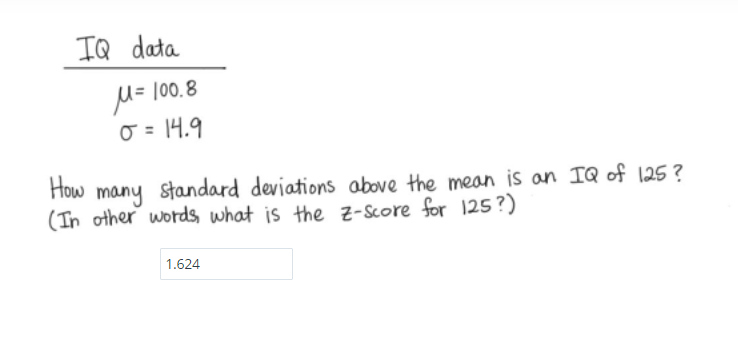 IQ data
μ = 100.8
σ = 14.9
How many standard deviations above the mean is an IQ of 125?
(In other words, what is the z-score for 125?)
1.624